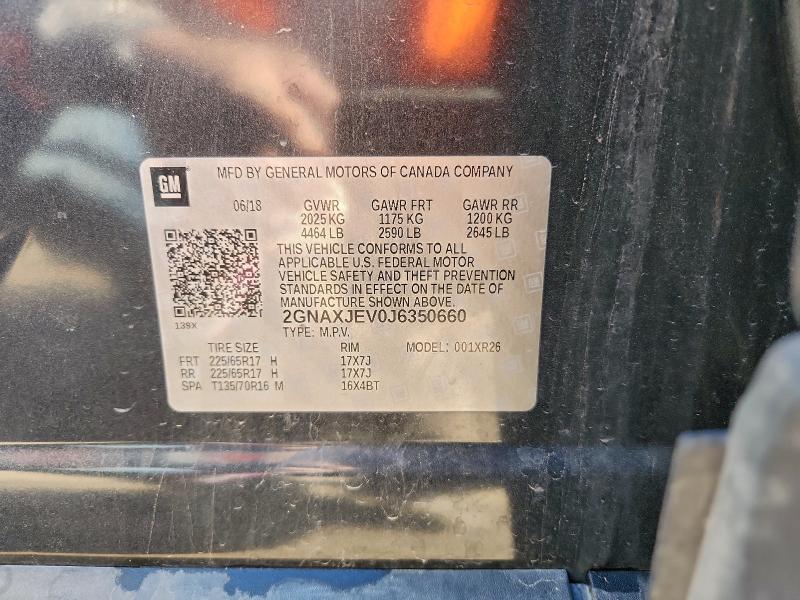 GM
MFD BY GENERAL MOTORS OF CANADA COMPANY
06/18 GVWR GAWR FRT GAWR RR
2025 KG 1175 KG 1200 KG
4464 LB 2590 LB 2645 LB
THIS VEHICLE CONFORMS TO ALL
APPLICABLE U.S. FEDERAL MOTOR
VEHICLE SAFETY AND THEFT PREVENTION
STANDARDS IN EFFECT ON THE DATE OF
MANUFACTURE SHOWN ABOVE.
2GNAXJEV0J6350660
139X
TYPE: M.P.V.
TIRE SIZE RIM MODEL: 001XR26
FRT 225/65R17 H 17X7J
RR 225/65R17 H 17X7J
SPA T135/70R16 M 16X4BT